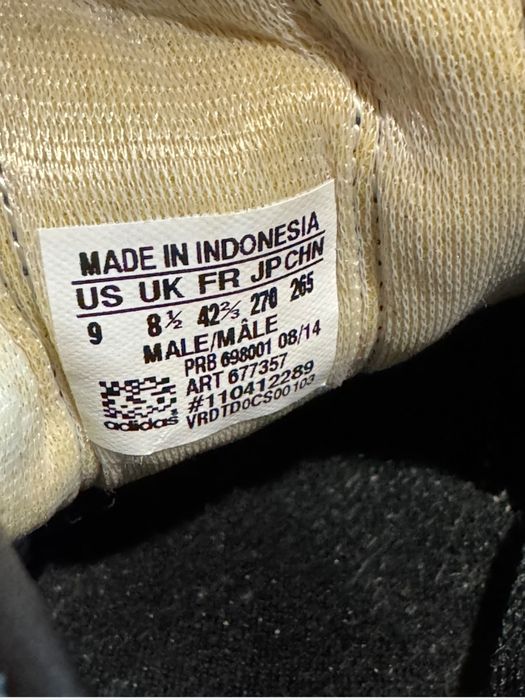 MADE IN INDONESIA
US UK FR JP CHN
9 8½ 42⅔ 270 265
MALE/MÂLE
PRB 698001 08/14
ART 677357
#110412289
VRDTD0CS00103
adidas